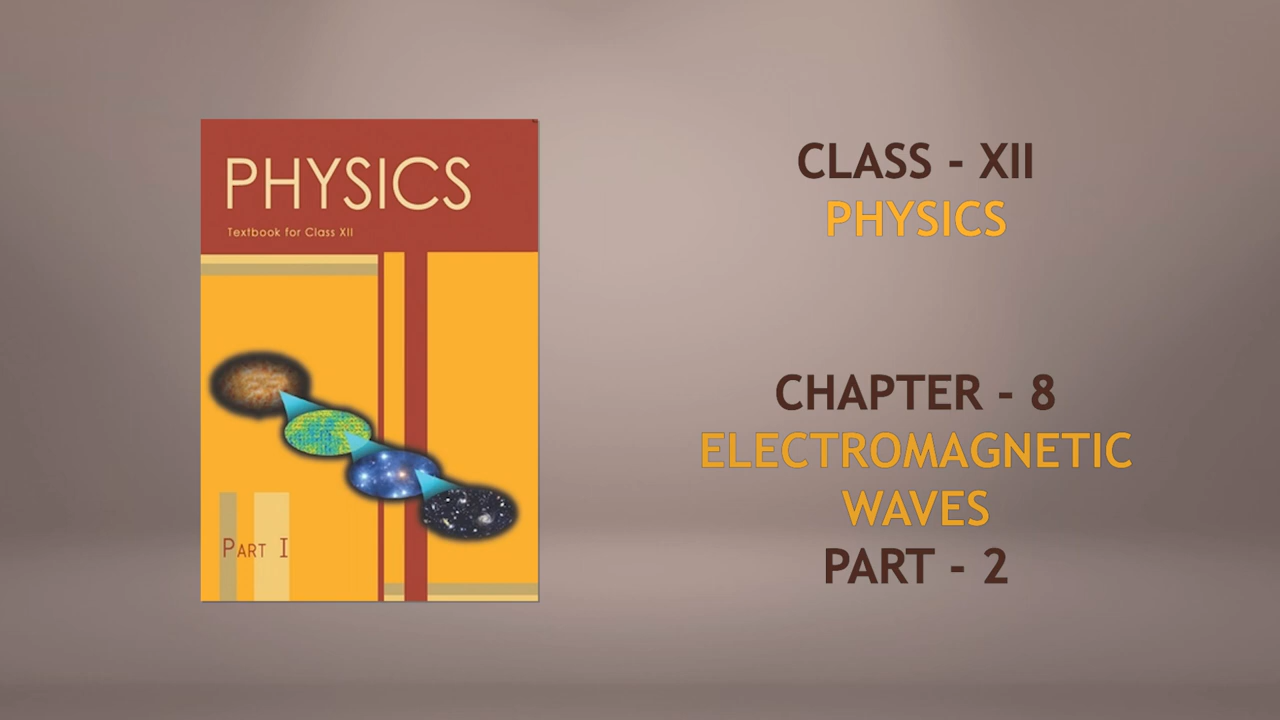 PHYSICS
Textbook for Class XII
PART I
CLASS - XII
PHYSICS
CHAPTER - 8
ELECTROMAGNETIC
WAVES
PART - 2